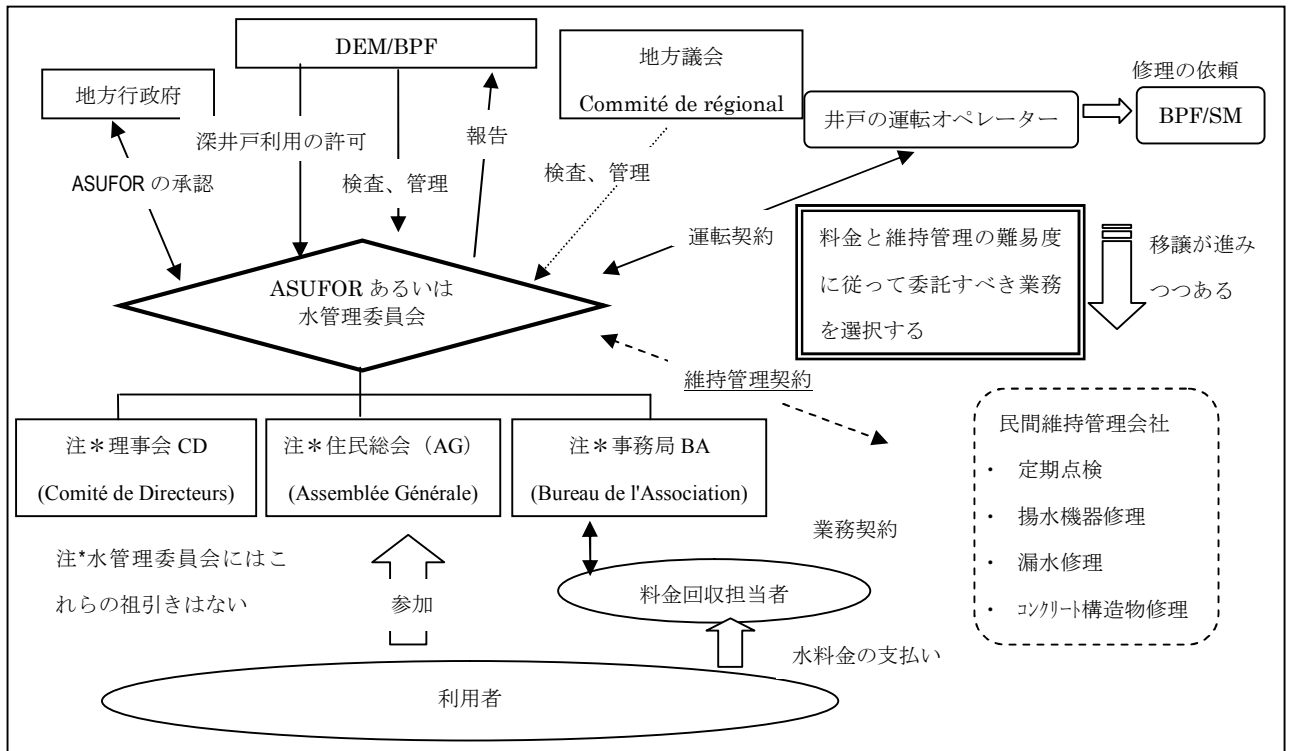 DEM/BPF
地方議会
Commité de régional
修理の依頼
地方行政府
井戸の運転オペレーター
BPF/SM
深井戸利用の許可
報告
ASUFOR の承認
検査、管理
検査、管理
運転契約
料金と維持管理の難易度
に従って委託すべき業務
を選択する
移譲が進み
つつある
ASUFOR あるいは
水管理委員会
維持管理契約
注＊理事会 CD
(Comité de Directeurs)
注＊住民総会（AG）
(Assemblée Générale)
注＊事務局 BA
(Bureau de l'Association)
民間維持管理会社
・ 定期点検
・ 揚水機器修理
・ 漏水修理
・ ｺﾝｸﾘｰﾄ構造物修理
業務契約
注*水管理委員会にはこ
れらの祖引きはない
参加
料金回収担当者
水料金の支払い
利用者